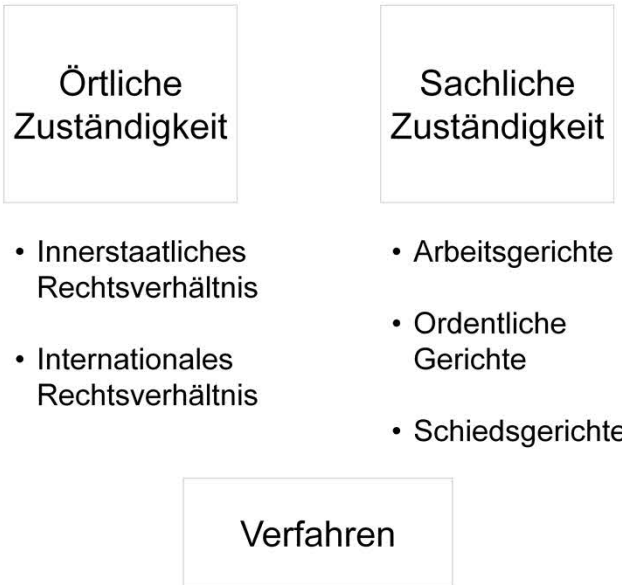 Örtliche
Zuständigkeit
• Innerstaatliches
Rechtsverhältnis
• Internationales
Rechtsverhältnis
Sachliche
Zuständigkeit
• Arbeitsgerichte
• Ordentliche
Gerichte
• Schiedsgerichte
Verfahren